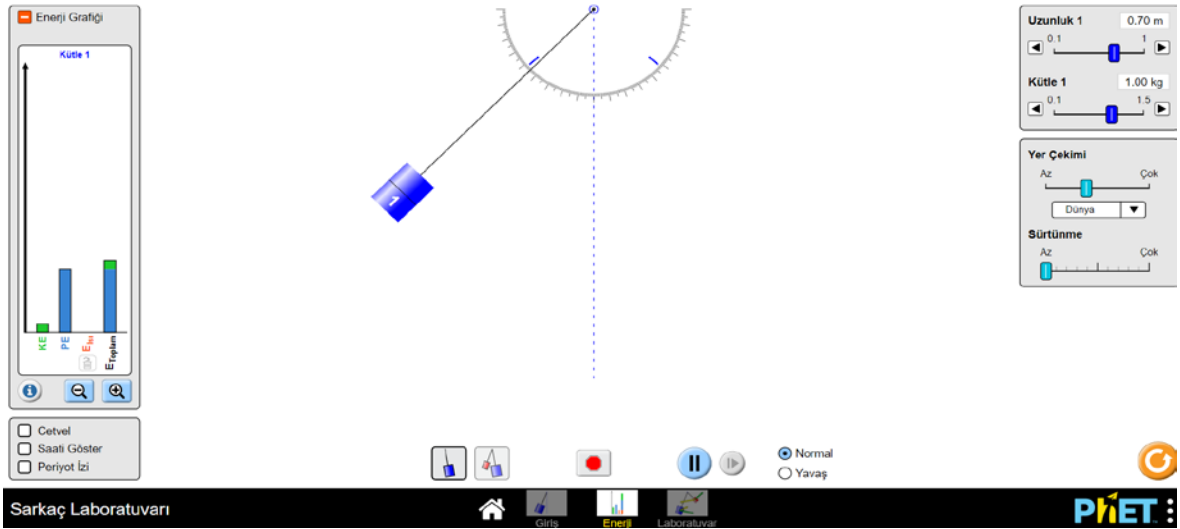 Enerji Grafiği
Kütle 1
KE
PE
Eısı
EToplam
Cetvel
Saati Göster
Periyot İzi
1
Uzunluk 1
0.70 m
0.1
1
Kütle 1
1.00 kg
0.1
1.5
Yer Çekimi
Az
Çok
Dünya
Sürtünme
Az
Çok
Normal
Yavaş
Sarkaç Laboratuvarı
Giriş
Enerji
Laboratuvar
PhET